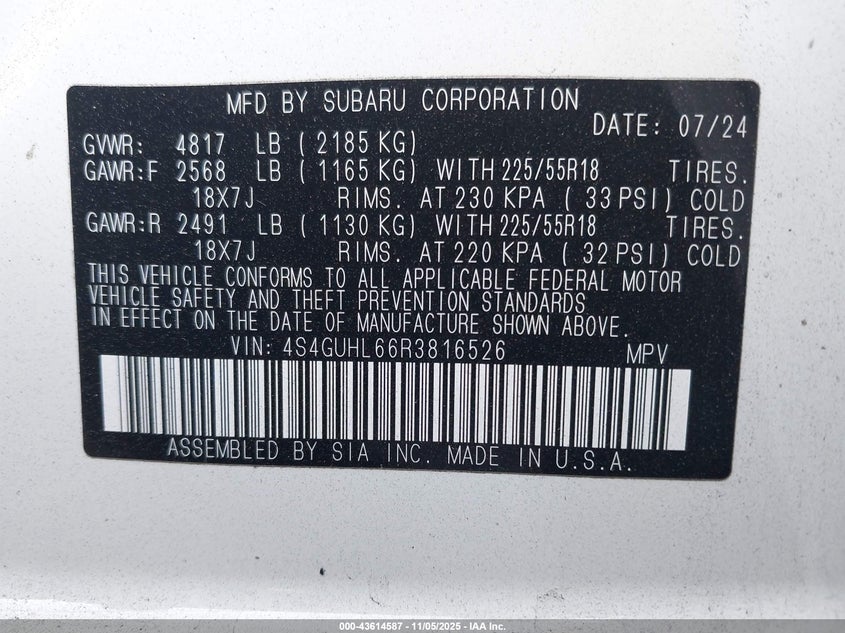 MFD BY SUBARU CORPORATION
DATE: 07/24
GVWR: 4817 LB ( 2185 KG)
GAWR:F 2568 LB ( 1165 KG) WITH 225/55R18 TIRES.
18X7J RIMS. AT 230 KPA ( 33 PSI) COLD
GAWR:R 2491 LB ( 1130 KG) WITH 225/55R18 TIRES.
18X7J RIMS. AT 220 KPA ( 32 PSI) COLD
THIS VEHICLE CONFORMS TO ALL APPLICABLE FEDERAL MOTOR
VEHICLE SAFETY AND THEFT PREVENTION STANDARDS
IN EFFECT ON THE DATE OF MANUFACTURE SHOWN ABOVE.
VIN: 4S4GUHL66R3816526 MPV
ASSEMBLED BY SIA INC. MADE IN U.S.A.
000-43614587 - 11/05/2025 - IAA Inc.